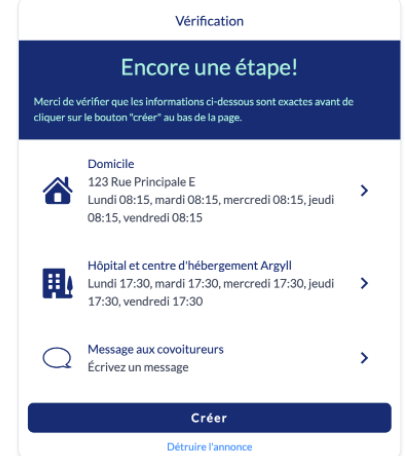 Vérification
Encore une étape!
Merci de vérifier que les informations ci-dessous sont exactes avant de
cliquer sur le bouton "créer" au bas de la page.
Domicile
123 Rue Principale E
Lundi 08:15, mardi 08:15, mercredi 08:15, jeudi
08:15, vendredi 08:15
Hôpital et centre d'hébergement Argyll
Lundi 17:30, mardi 17:30, mercredi 17:30, jeudi
17:30, vendredi 17:30
Message aux covoitureurs
Écrivez un message
Créer
Détruire l'annonce